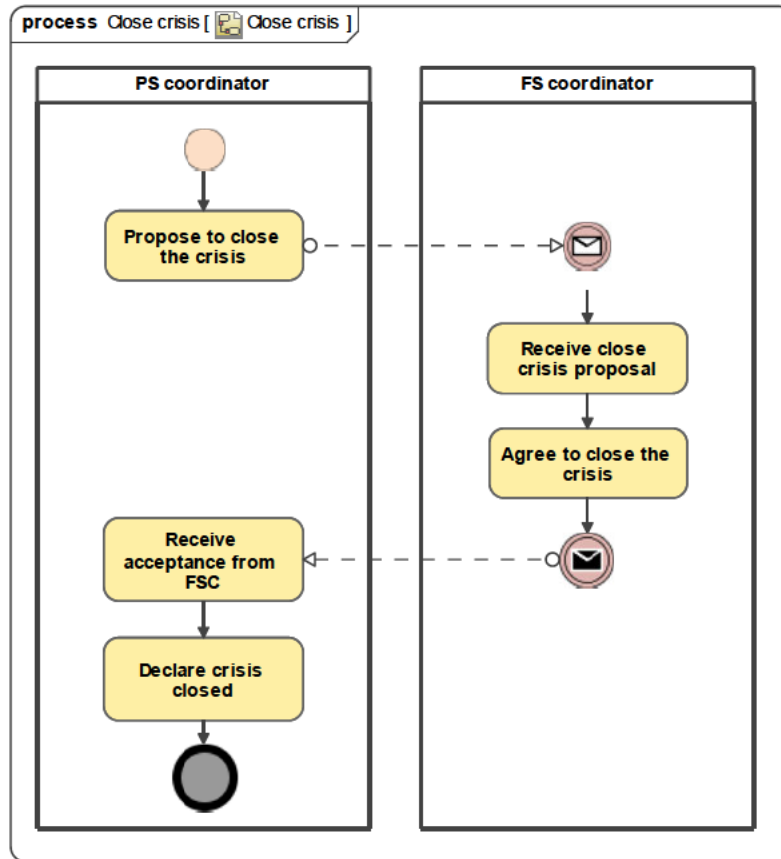 process Close crisis [ Close crisis ]
PS coordinator
FS coordinator
Propose to close
the crisis
Receive close
crisis proposal
Agree to close the
crisis
Receive
acceptance from
FSC
Declare crisis
closed